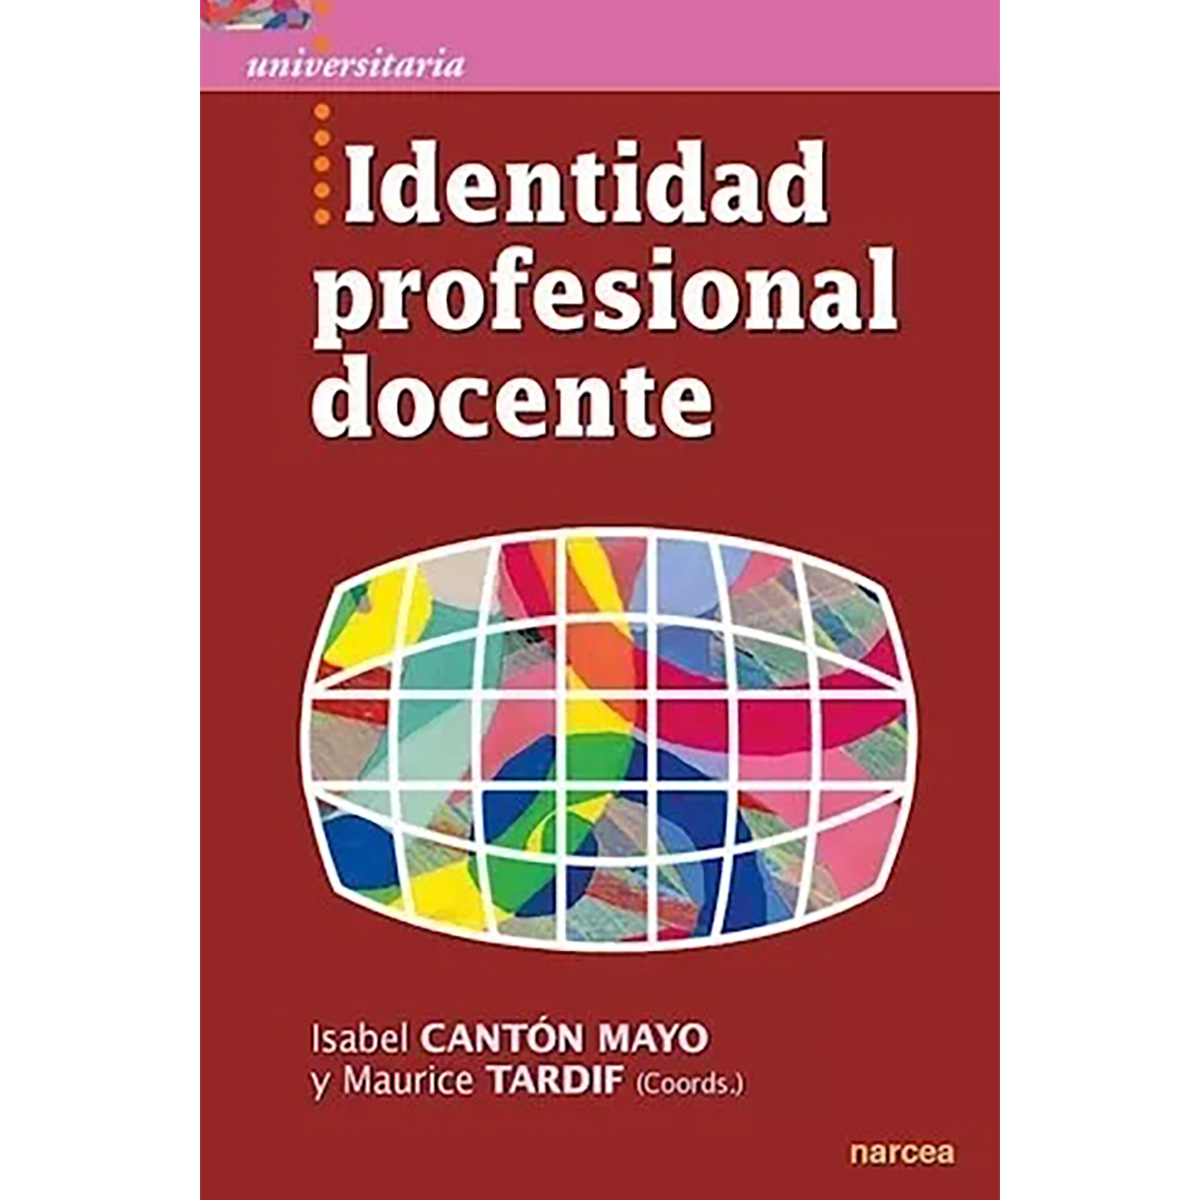 universitaria
Identidad
profesional
docente
Isabel CANTÓN MAYO
y Maurice TARDIF (Coords.)
narcea